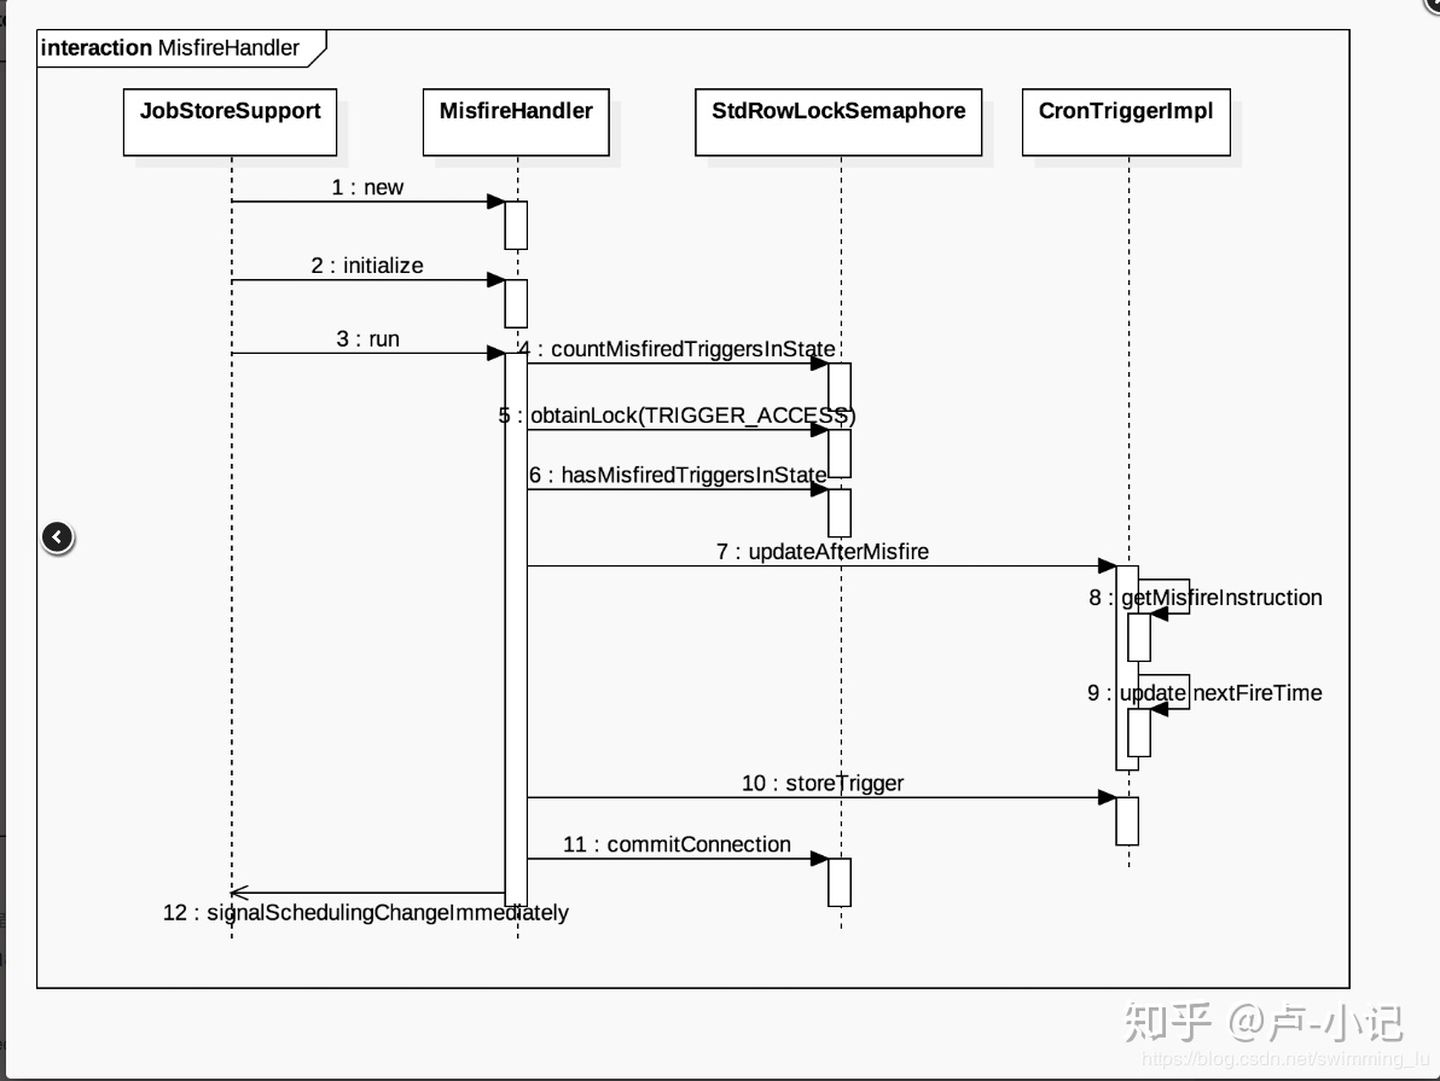 interaction MisfireHandler
JobStoreSupport
MisfireHandler
StdRowLockSemaphore
CronTriggerImpl
1 : new
2 : initialize
3 : run
4 : countMisfiredTriggersInState
5 : obtainLock(TRIGGER_ACCESS)
6 : hasMisfiredTriggersInState
7 : updateAfterMisfire
8 : getMisfireInstruction
9 : update nextFireTime
10 : storeTrigger
11 : commitConnection
12 : signalSchedulingChangeImmediately
知乎 @卢-小记
https://blog.csdn.net/swimming_lu